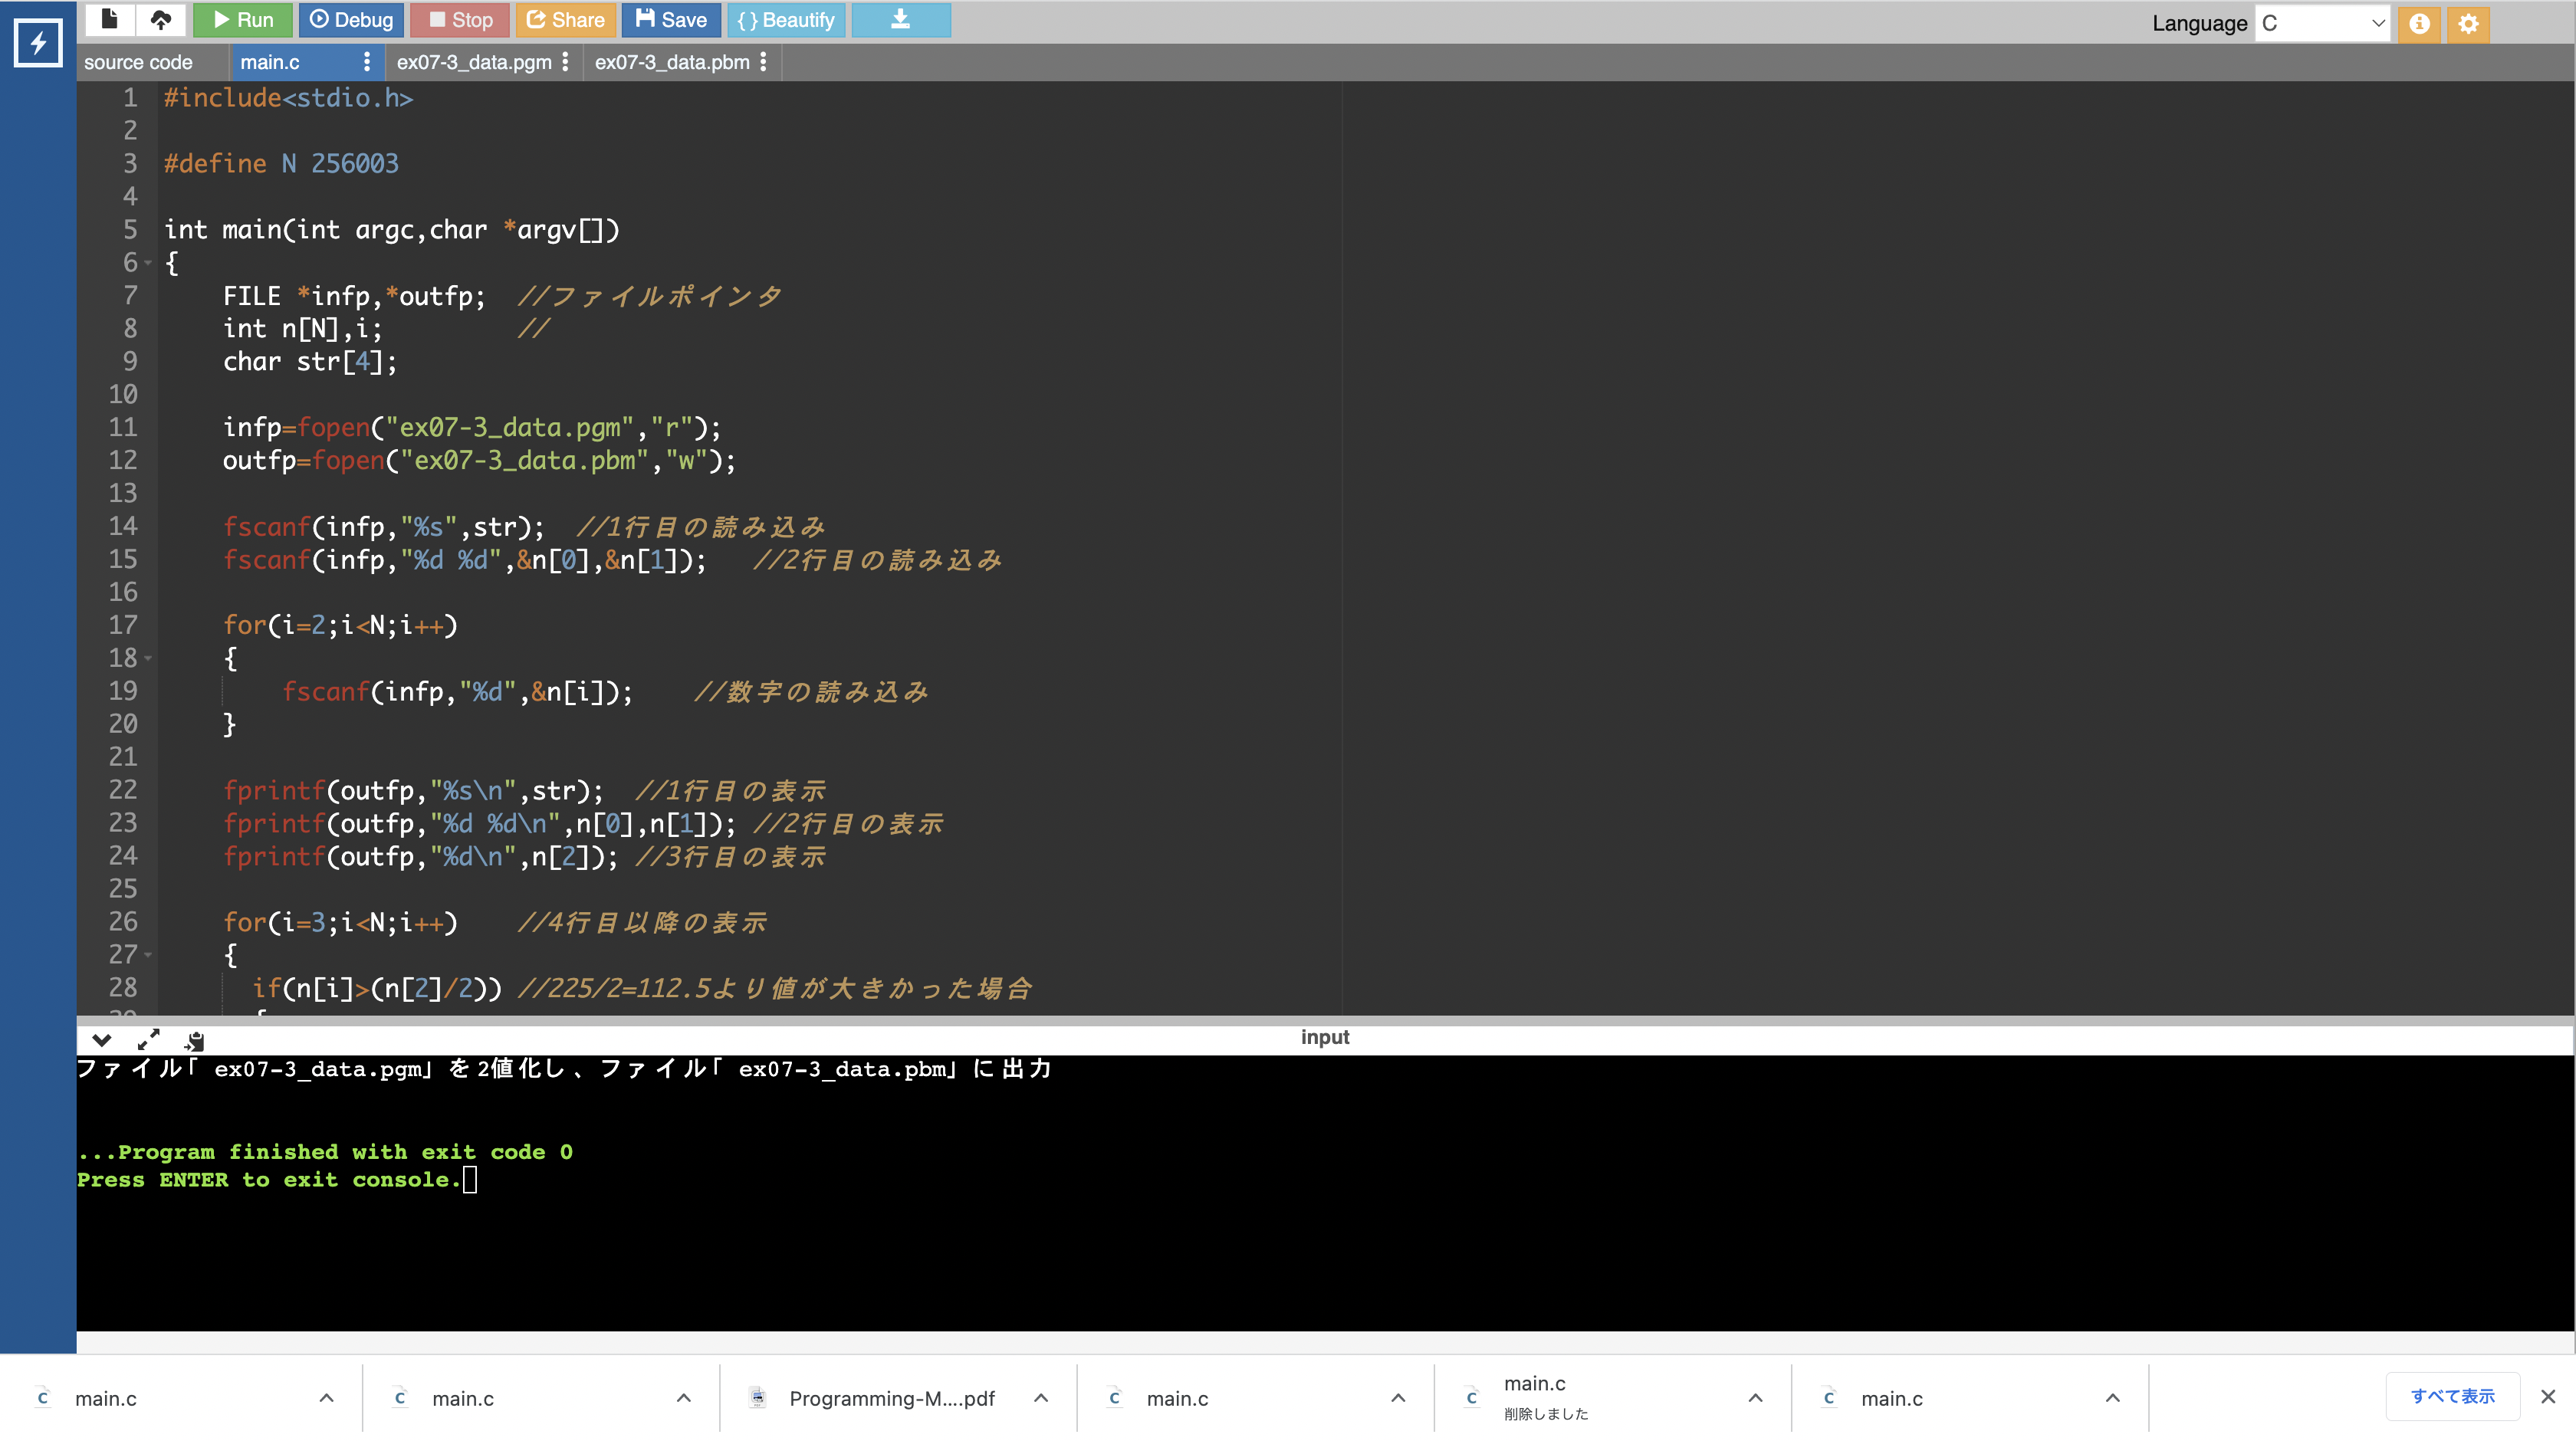 Run Debug Stop Share Save { } Beautify Language C
source code main.c ex07-3_data.pgm ex07-3_data.pbm
1 #include<stdio.h>
2
3 #define N 256003
4
5 int main(int argc,char *argv[])
6 {
7 FILE *infp,*outfp; //ファイルポインタ
8 int n[N],i; //
9 char str[4];
10
11 infp=fopen("ex07-3_data.pgm","r");
12 outfp=fopen("ex07-3_data.pbm","w");
13
14 fscanf(infp,"%s",str); //1行目の読み込み
15 fscanf(infp,"%d %d",&n[0],&n[1]); //2行目の読み込み
16
17 for(i=2;i<N;i++)
18 {
19 fscanf(infp,"%d",&n[i]); //数字の読み込み
20 }
21
22 fprintf(outfp,"%s\n",str); //1行目の表示
23 fprintf(outfp,"%d %d\n",n[0],n[1]); //2行目の表示
24 fprintf(outfp,"%d\n",n[2]); //3行目の表示
25
26 for(i=3;i<N;i++) //4行目以降の表示
27 {
28 if(n[i]>(n[2]/2)) //225/2=112.5より値が大きかった場合
input
ファイル「ex07-3_data.pgm」を2値化し、ファイル「ex07-3_data.pbm」に出力
...Program finished with exit code 0
Press ENTER to exit console.
main.c main.c Programming-M....pdf main.c main.c main.c すべて表示
削除しました